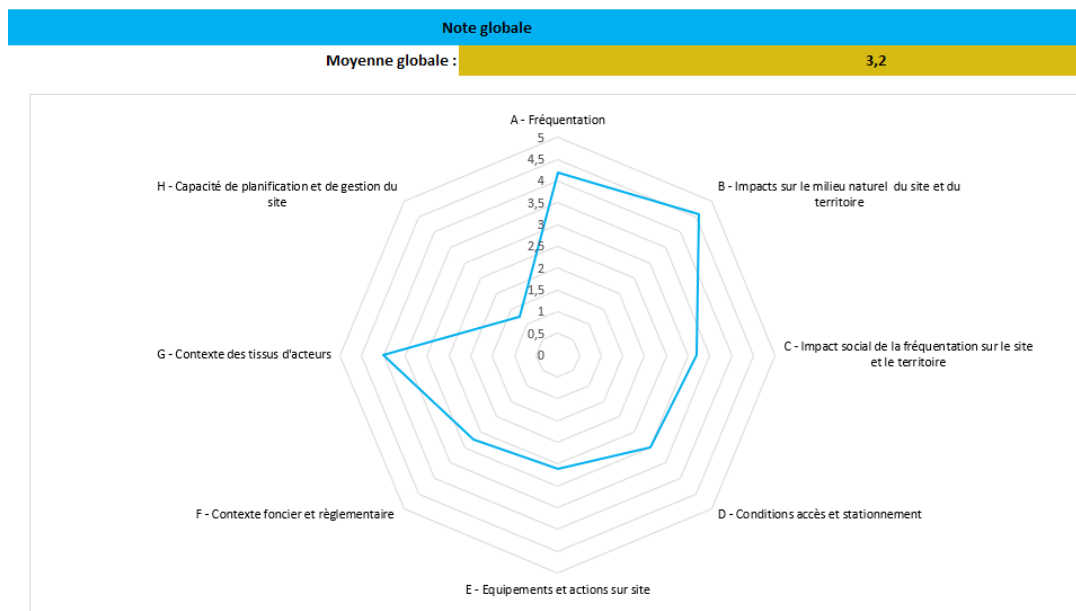 Note globale
Moyenne globale : 3,2
A - Fréquentation
5
4,5
4
3,5
3
2,5
2
1,5
1
0,5
0
B - Impacts sur le milieu naturel du site et du
territoire
C - Impact social de la fréquentation sur le site
et le territoire
D - Conditions accès et stationnement
E - Equipements et actions sur site
F - Contexte foncier et règlementaire
G - Contexte des tissus d'acteurs
H - Capacité de planification et de gestion du
site